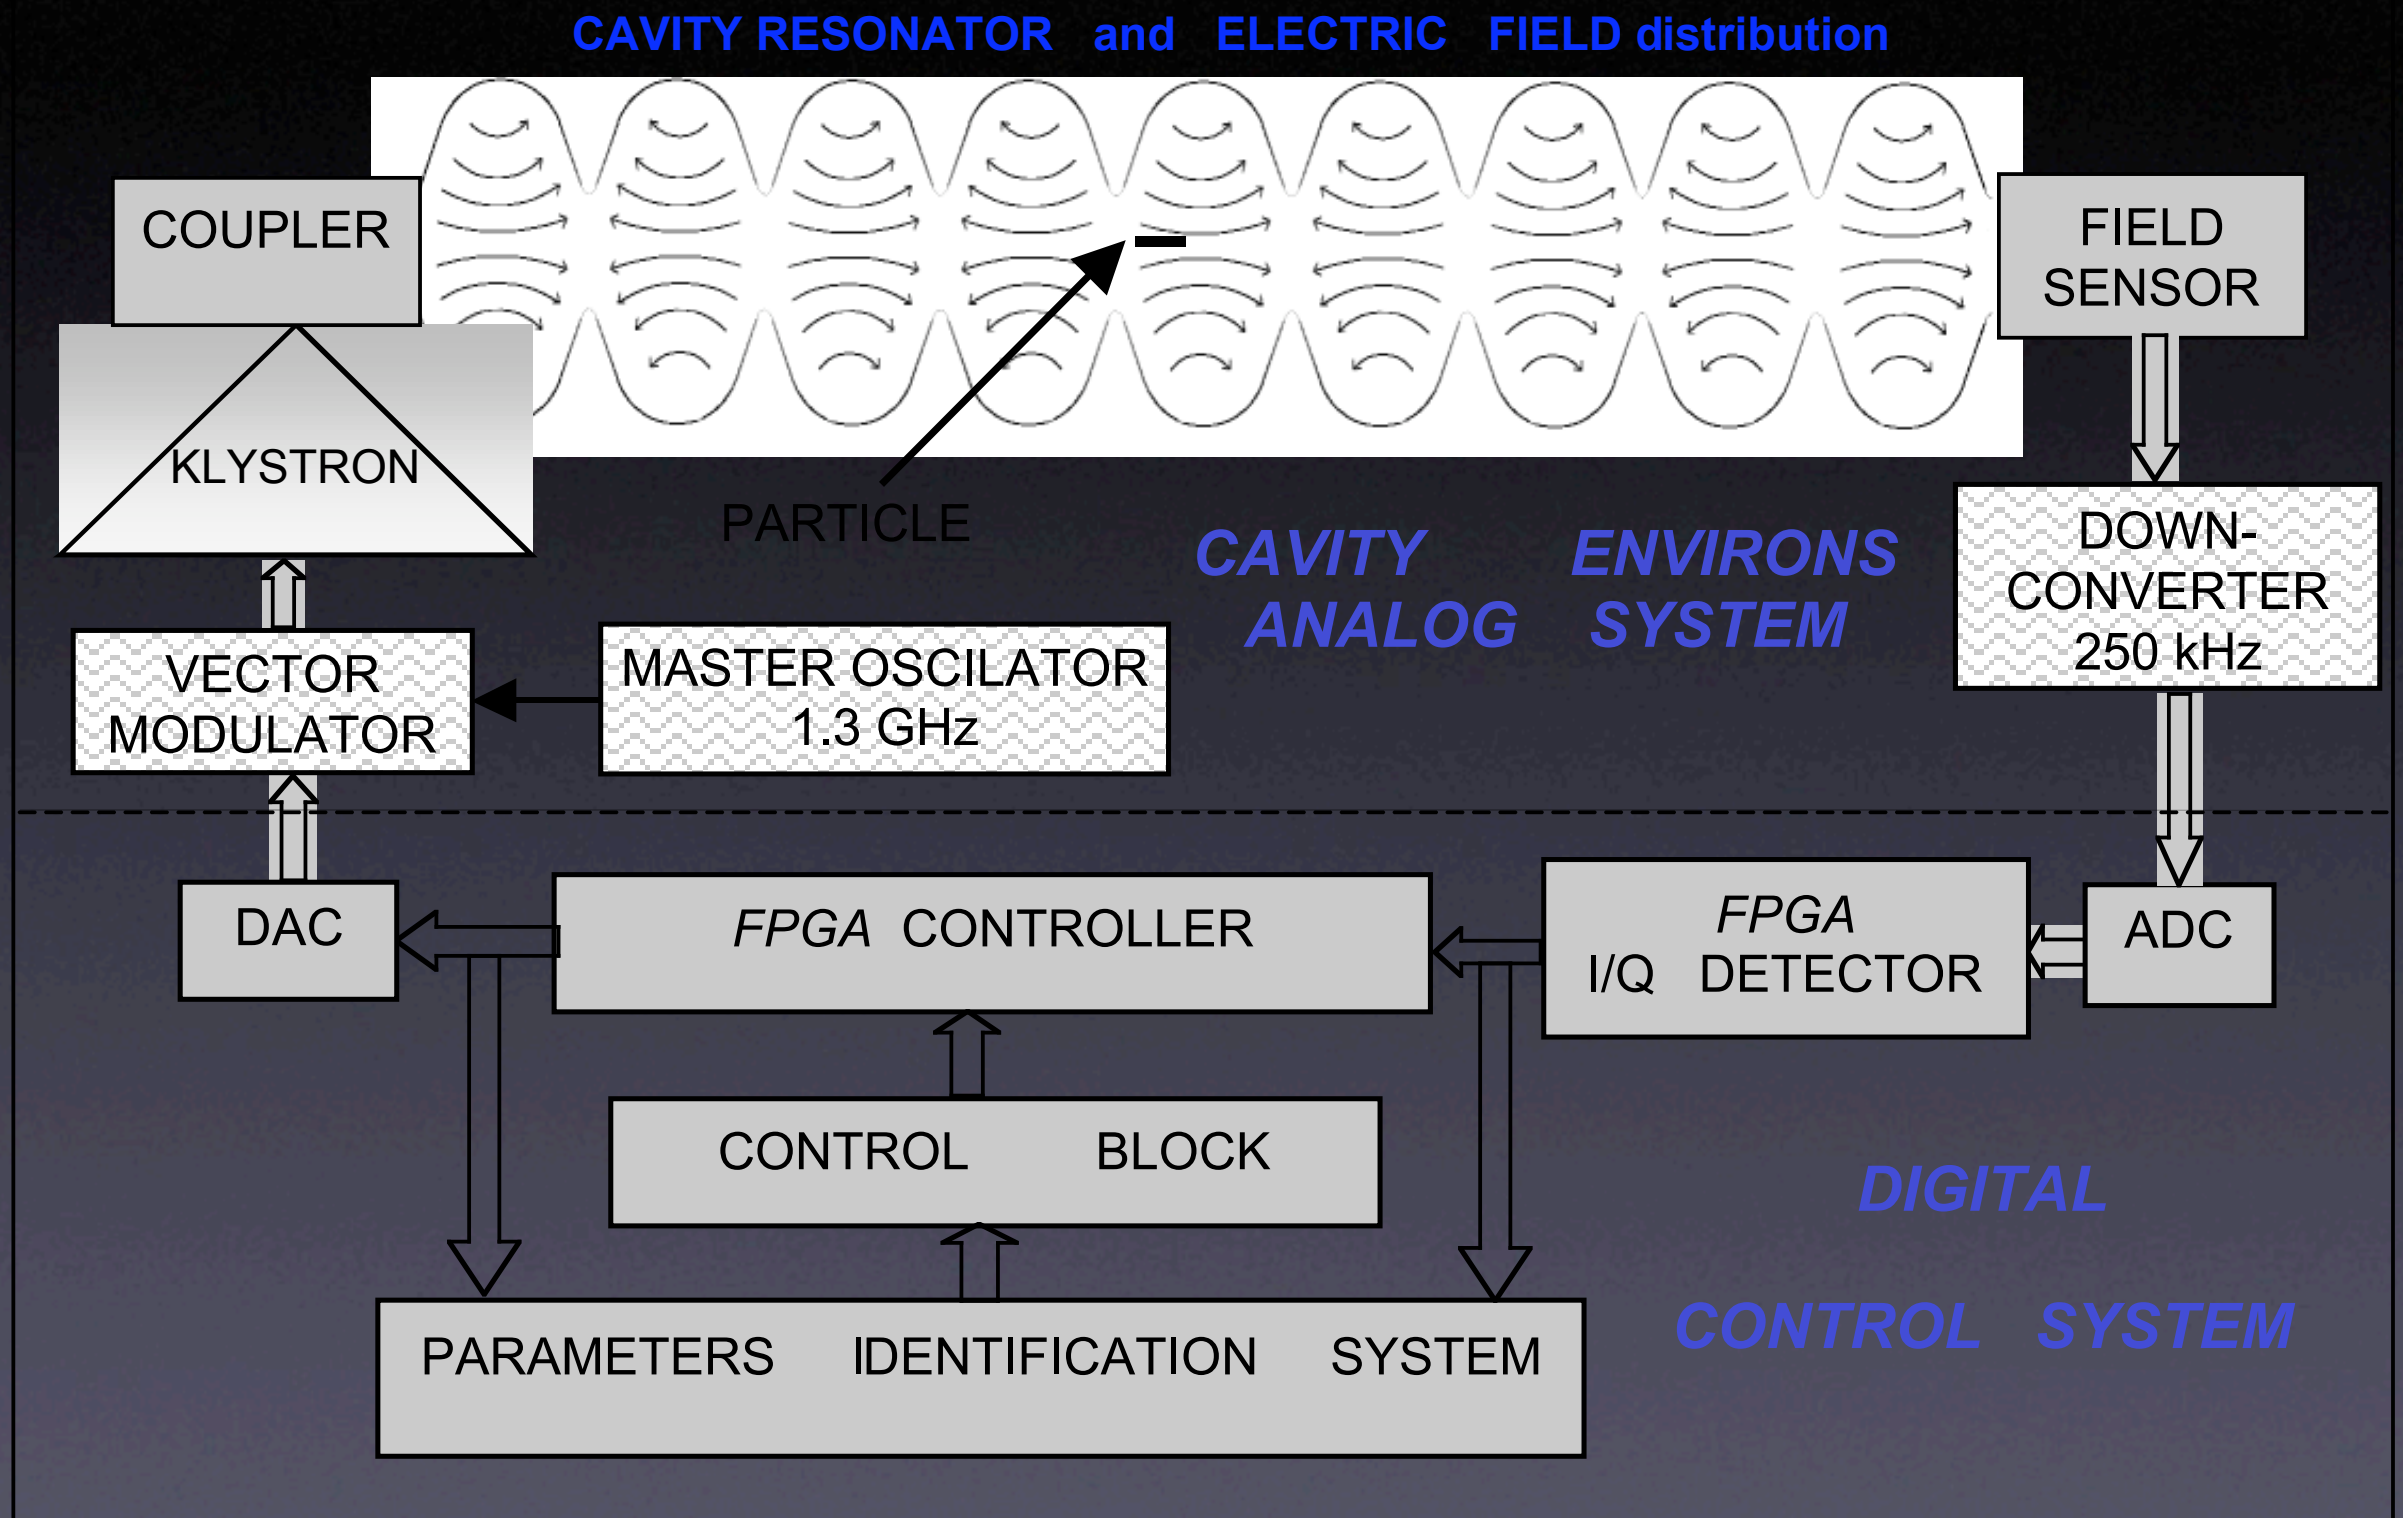 CAVITY RESONATOR and ELECTRIC FIELD distribution
COUPLER
FIELD
SENSOR
KLYSTRON
PARTICLE
CAVITY ENVIRONS
ANALOG SYSTEM
DOWN-
CONVERTER
250 kHz
VECTOR
MODULATOR
MASTER OSCILATOR
1.3 GHz
DAC
FPGA CONTROLLER
FPGA
I/Q DETECTOR
ADC
CONTROL BLOCK
DIGITAL
CONTROL SYSTEM
PARAMETERS IDENTIFICATION SYSTEM